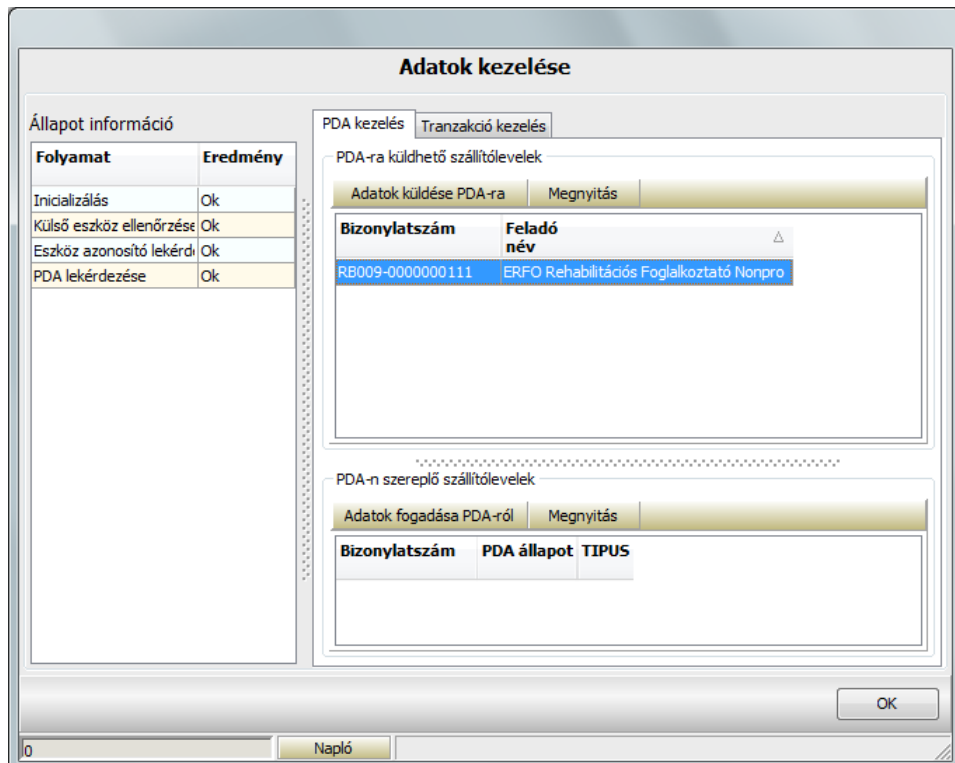 Adatok kezelése
Állapot információ
Folyamat Eredmény
Inicializálás Ok
Külső eszköz ellenőrzése Ok
Eszköz azonosító lekérd Ok
PDA lekérdezése Ok
PDA kezelés Tranzakció kezelés
PDA-ra küldhető szállítólevelek
Adatok küldése PDA-ra Megnyitás
Bizonylatszám Feladó
név
RB009-0000000111 ERFO Rehabilitációs Foglalkoztató Nonpro
PDA-n szereplő szállítólevelek
Adatok fogadása PDA-ról Megnyitás
Bizonylatszám PDA állapot TIPUS
OK
0 Napló